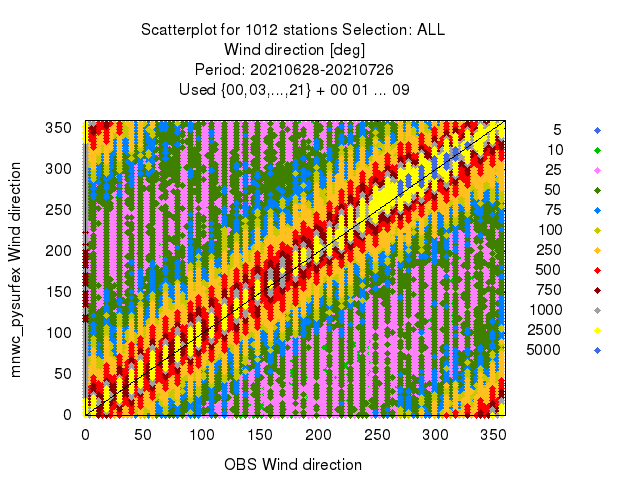 Scatterplot for 1012 stations Selection: ALL
Wind direction [deg]
Period: 20210628-20210726
Used {00,03,...,21} + 00 01 ... 09
mnwc_pysurfex Wind direction
350
300
250
200
150
100
50
0
0 50 100 150 200 250 300 350
OBS Wind direction
5
10
25
50
75
100
250
500
750
1000
2500
5000